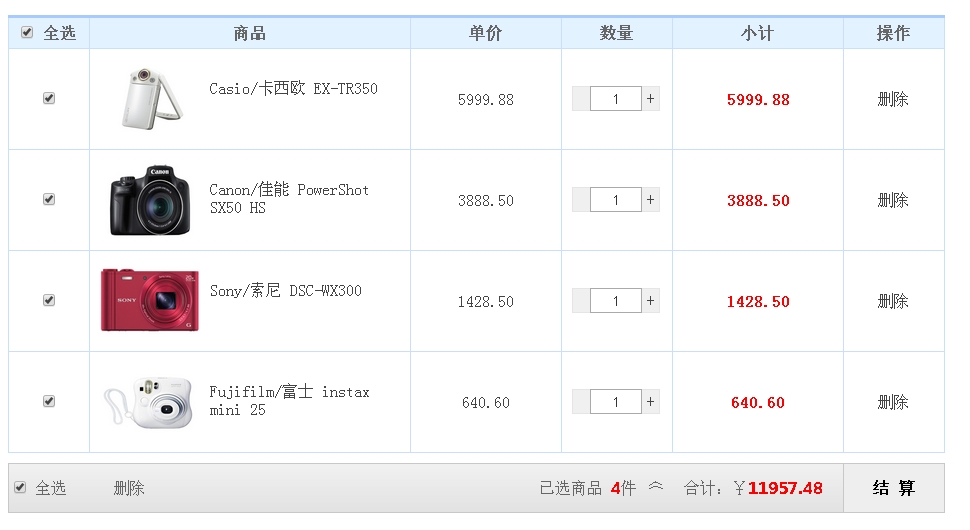 全选 商品 单价 数量 小计 操作
Casio/卡西欧 EX-TR350 5999.88 1 + 5999.88 删除
Canon
Canon/佳能 PowerShot
SX50 HS 3888.50 1 + 3888.50 删除
SONY
Sony/索尼 DSC-WX300 1428.50 1 + 1428.50 删除
Fujifilm/富士 instax
mini 25 640.60 1 + 640.60 删除
全选 删除 已选商品 4件 合计：￥11957.48 结 算